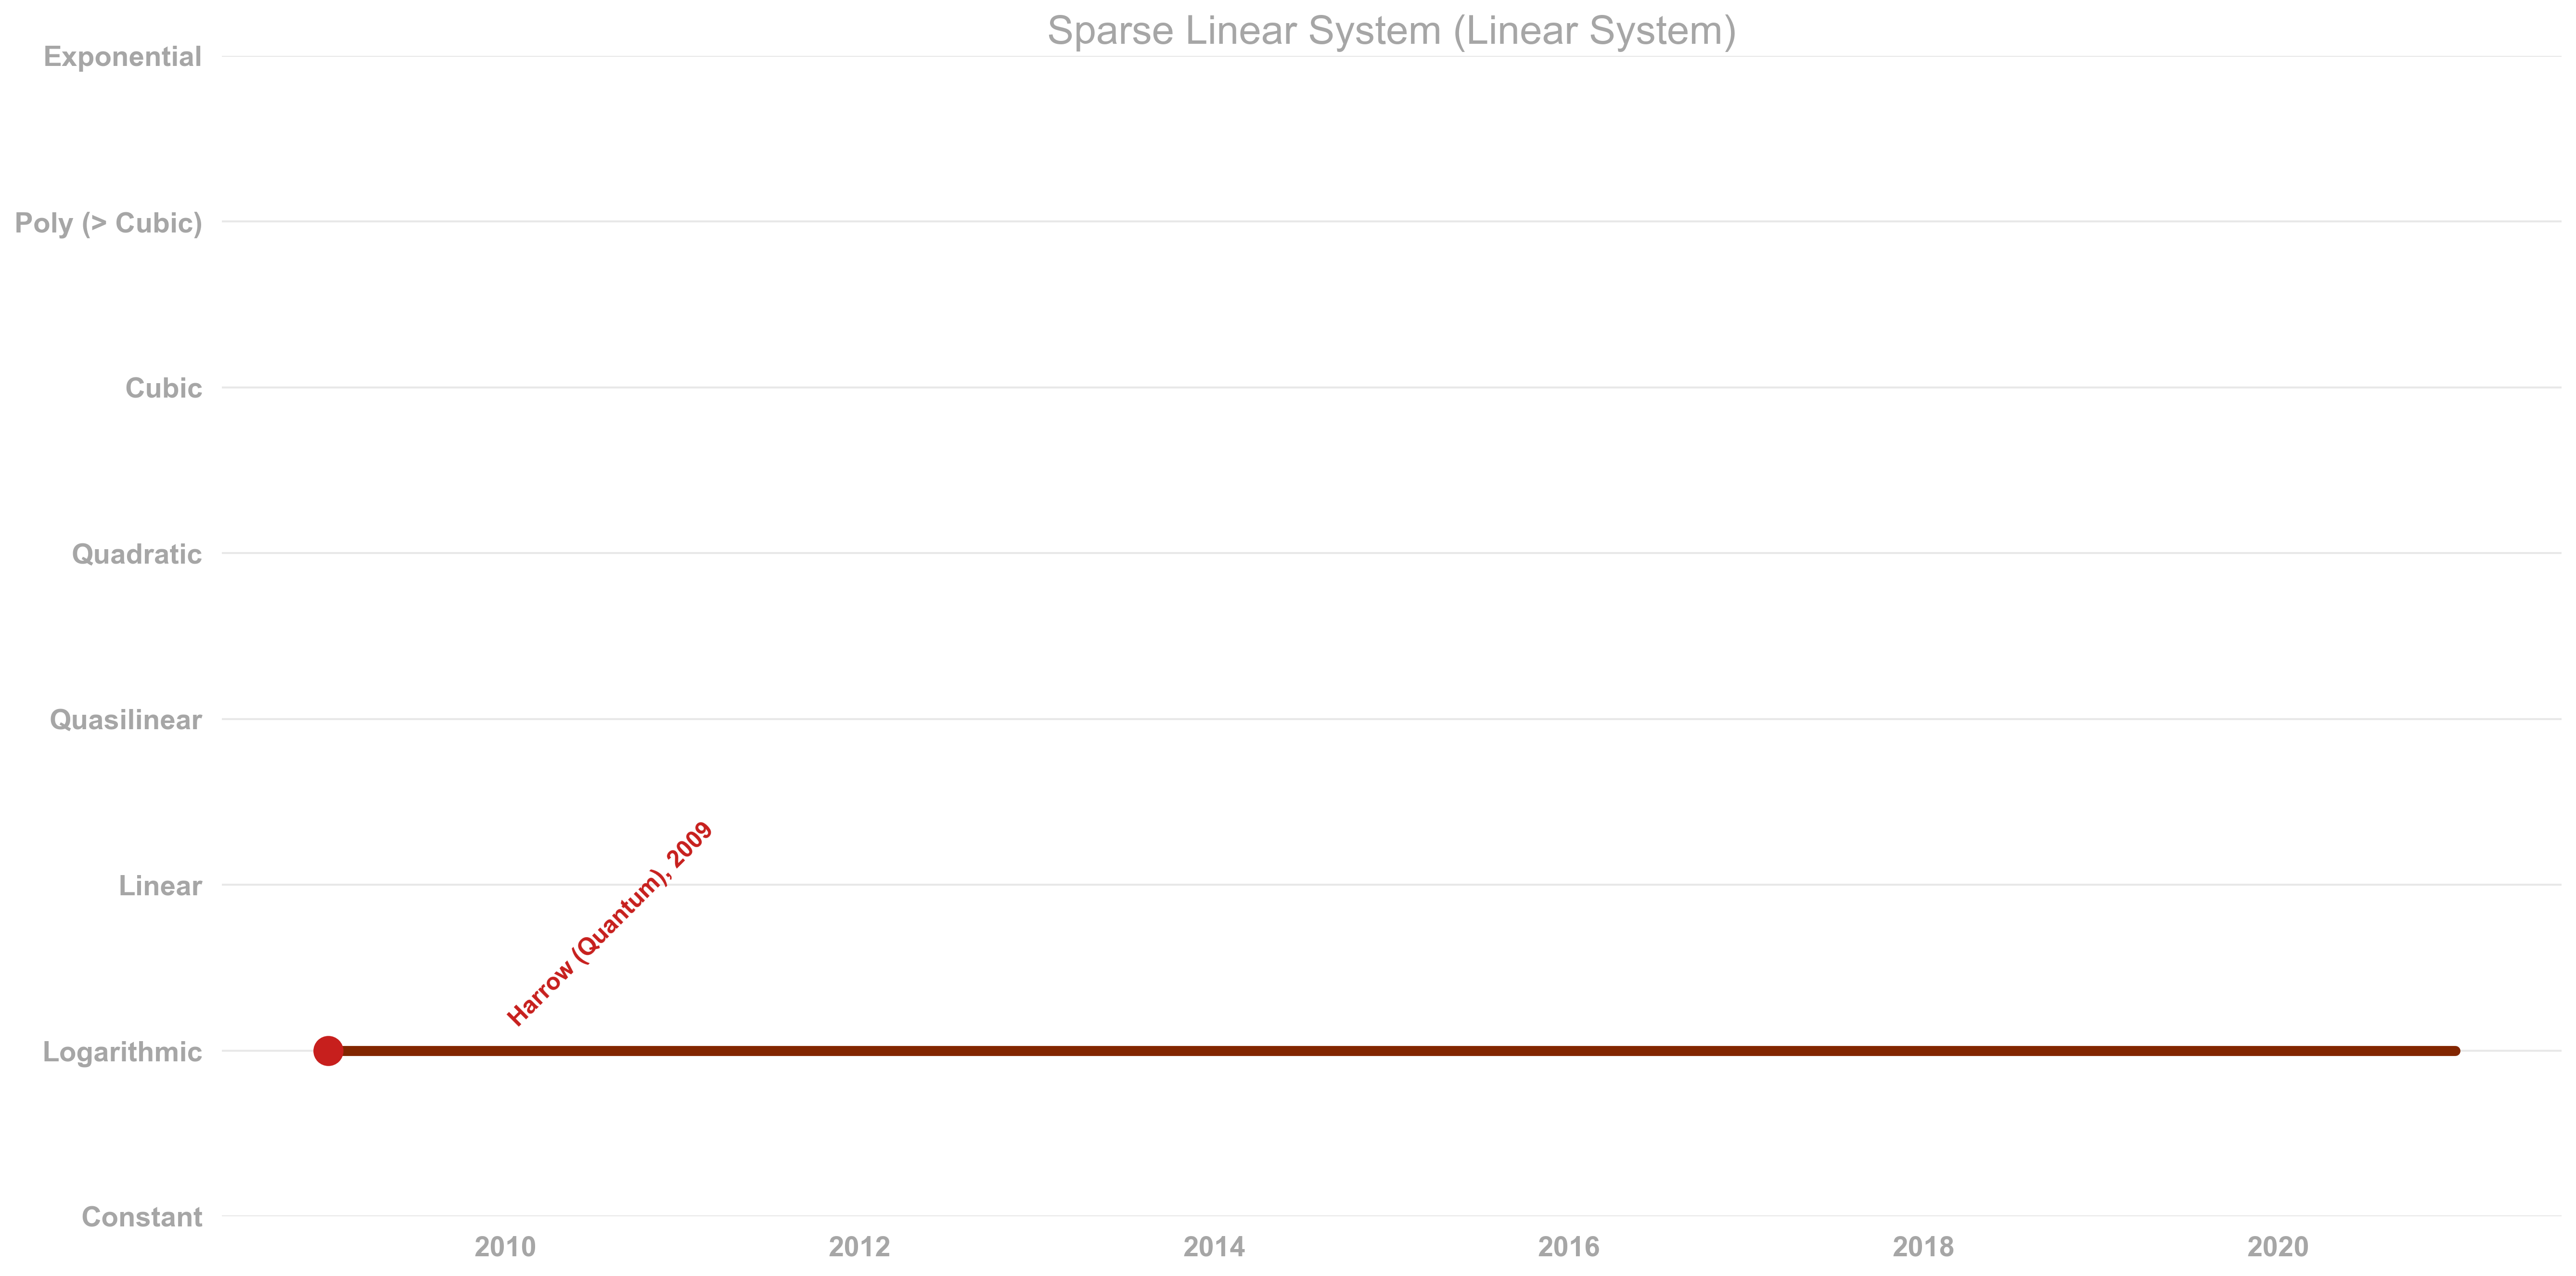 Sparse Linear System (Linear System)
Exponential
Poly (> Cubic)
Cubic
Quadratic
Quasilinear
Linear
Logarithmic
Constant
Harrow (Quantum), 2009
2010 2012 2014 2016 2018 2020